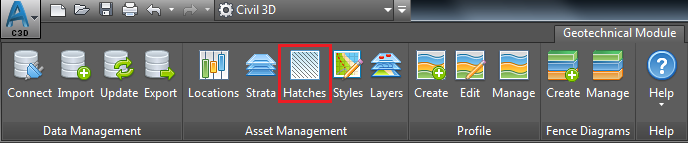 A
C3D
Civil 3D
Geotechnical Module
Connect Import Update Export Locations Strata Hatches Styles Layers Create Edit Manage Create Manage Help
Data Management Asset Management Profile Fence Diagrams Help